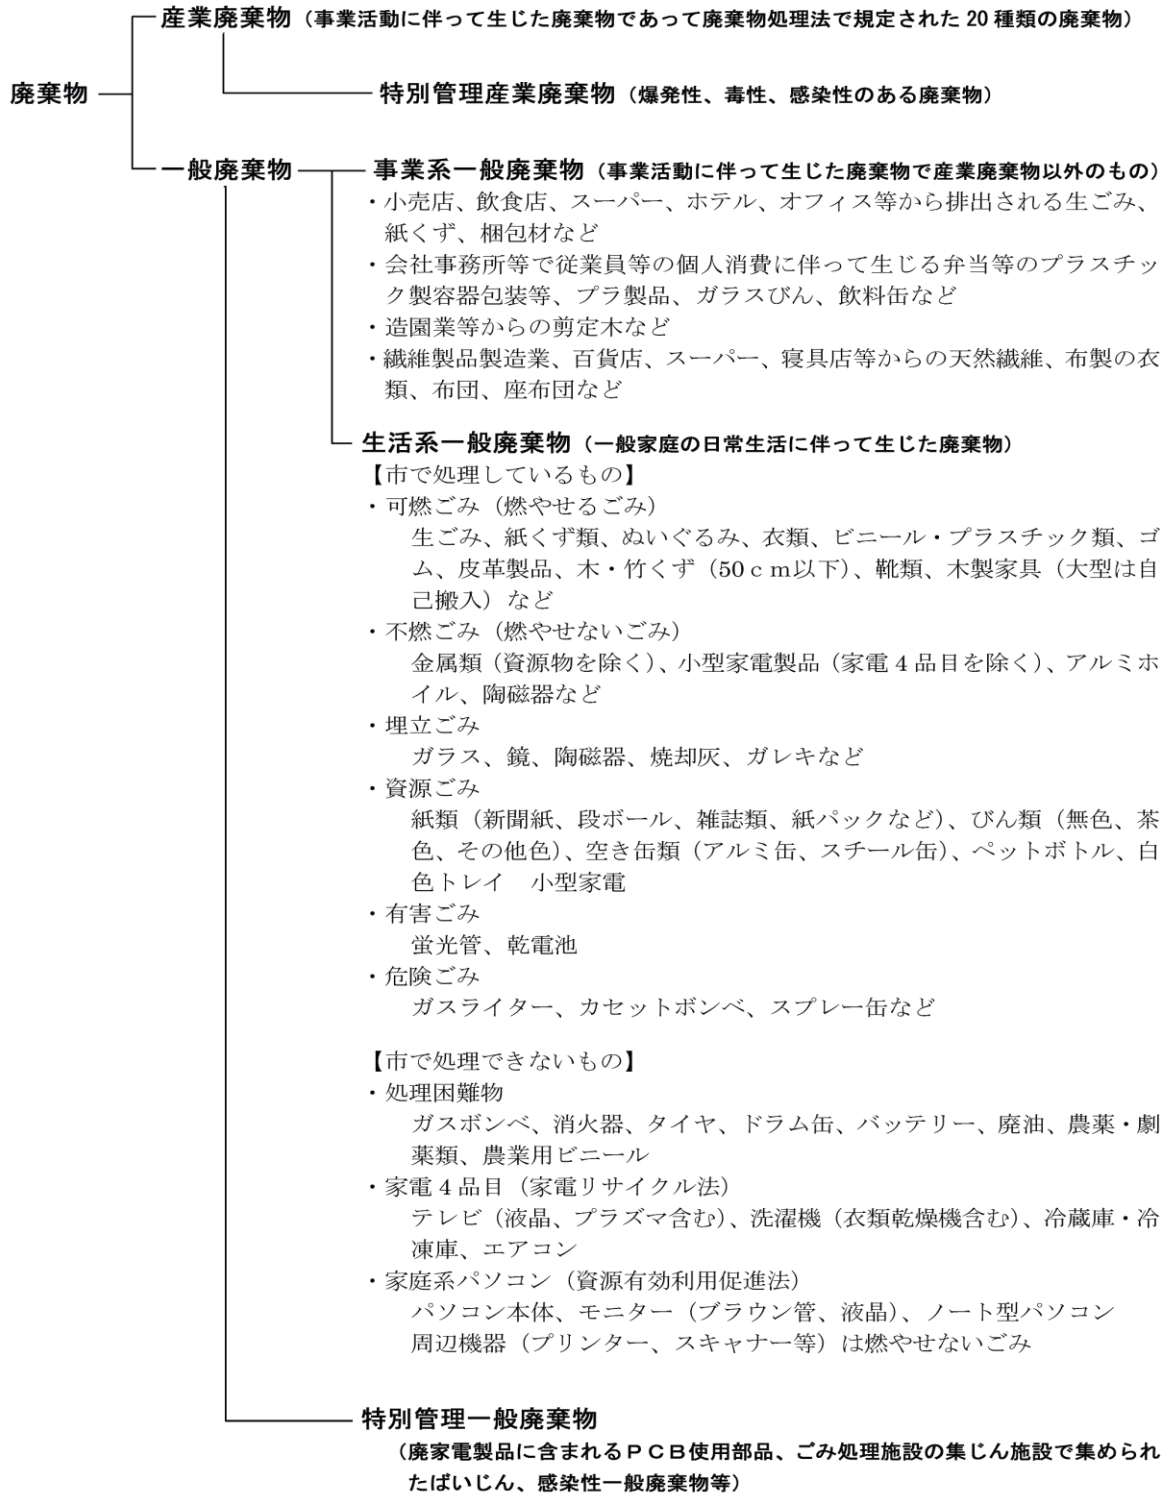 産業廃棄物（事業活動に伴って生じた廃棄物であって廃棄物処理法で規定された 20 種類の廃棄物）
廃棄物
特別管理産業廃棄物（爆発性、毒性、感染性のある廃棄物）
一般廃棄物
事業系一般廃棄物（事業活動に伴って生じた廃棄物で産業廃棄物以外のもの）
・小売店、飲食店、スーパー、ホテル、オフィス等から排出される生ごみ、
紙くず、梱包材など
・会社事務所等で従業員等の個人消費に伴って生じる弁当等のプラスチッ
ク製容器包装等、プラ製品、ガラスびん、飲料缶など
・造園業等からの剪定木など
・繊維製品製造業、百貨店、スーパー、寝具店等からの天然繊維、布製の衣
類、布団、座布団など
生活系一般廃棄物（一般家庭の日常生活に伴って生じた廃棄物）
【市で処理しているもの】
・可燃ごみ（燃やせるごみ）
生ごみ、紙くず類、ぬいぐるみ、衣類、ビニール・プラスチック類、ゴ
ム、皮革製品、木・竹くず（50ｃｍ以下）、靴類、木製家具（大型は自
己搬入）など
・不燃ごみ（燃やせないごみ）
金属類（資源物を除く）、小型家電製品（家電 4 品目を除く）、アルミホ
イル、陶磁器など
・埋立ごみ
ガラス、鏡、陶磁器、焼却灰、ガレキなど
・資源ごみ
紙類（新聞紙、段ボール、雑誌類、紙パックなど）、びん類（無色、茶
色、その他色）、空き缶類（アルミ缶、スチール缶）、ペットボトル、白
色トレイ　小型家電
・有害ごみ
蛍光管、乾電池
・危険ごみ
ガスライター、カセットボンベ、スプレー缶など
【市で処理できないもの】
・処理困難物
ガスボンベ、消火器、タイヤ、ドラム缶、バッテリー、廃油、農薬・劇
薬類、農業用ビニール
・家電 4 品目（家電リサイクル法）
テレビ（液晶、プラズマ含む）、洗濯機（衣類乾燥機含む）、冷蔵庫・冷
凍庫、エアコン
・家庭系パソコン（資源有効利用促進法）
パソコン本体、モニター（ブラウン管、液晶）、ノート型パソコン
周辺機器（プリンター、スキャナー等）は燃やせないごみ
特別管理一般廃棄物
（廃家電製品に含まれるＰＣＢ使用部品、ごみ処理施設の集じん施設で集められ
たばいじん、感染性一般廃棄物等）